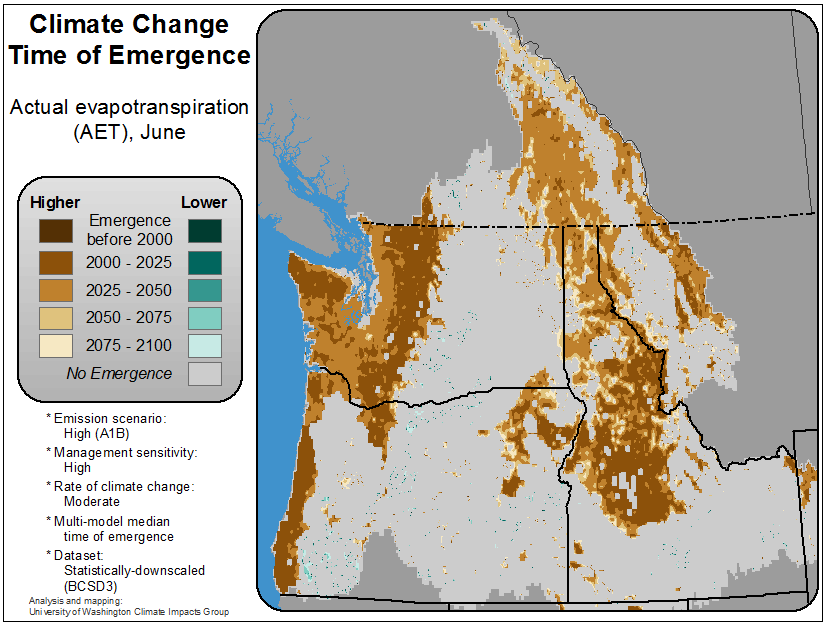 Climate Change
Time of Emergence
Actual evapotranspiration
(AET), June
Higher Lower
Emergence
before 2000
2000 - 2025
2025 - 2050
2050 - 2075
2075 - 2100
No Emergence
* Emission scenario:
High (A1B)
* Management sensitivity:
High
* Rate of climate change:
Moderate
* Multi-model median
time of emergence
* Dataset:
Statistically-downscaled
(BCSD3)
Analysis and mapping:
University of Washington Climate Impacts Group